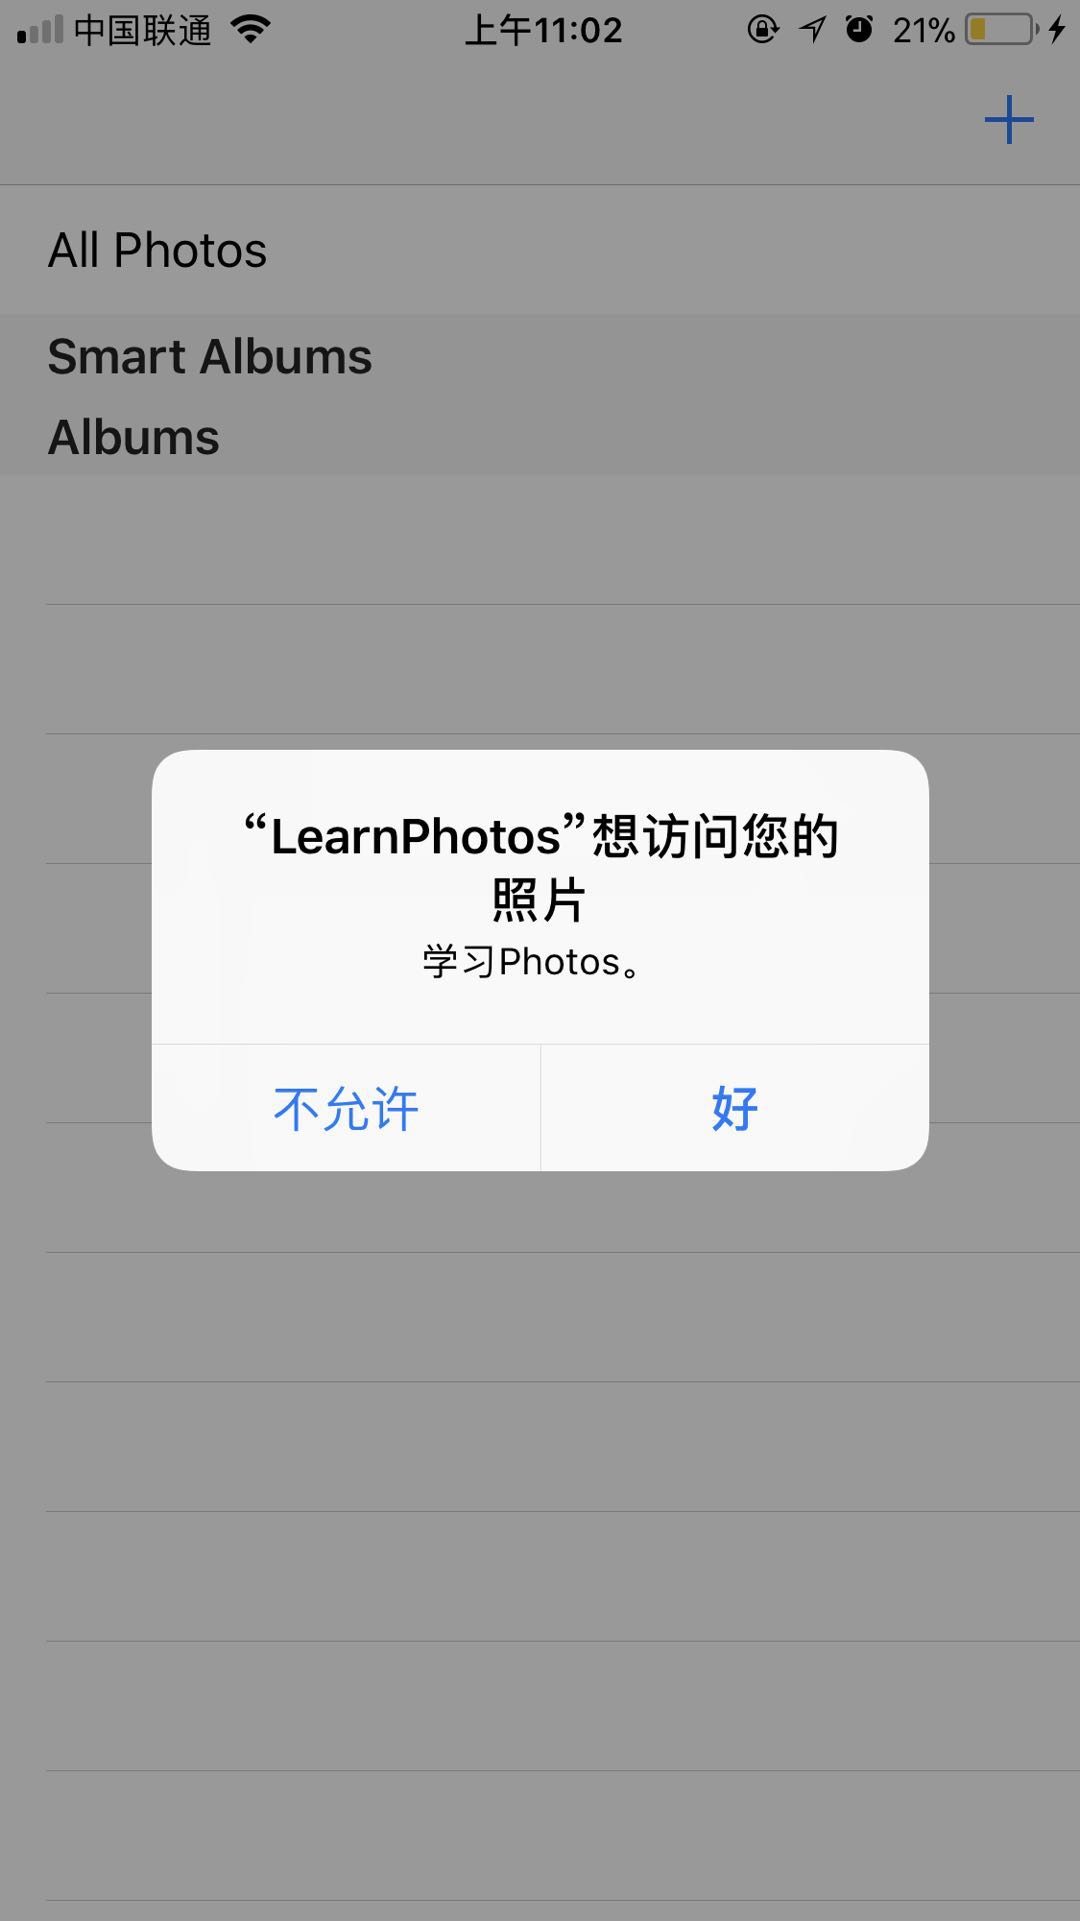 中国联通 上午11:02 21%
All Photos
Smart Albums
Albums
“LearnPhotos”想访问您的
照片
学习Photos。
不允许 好